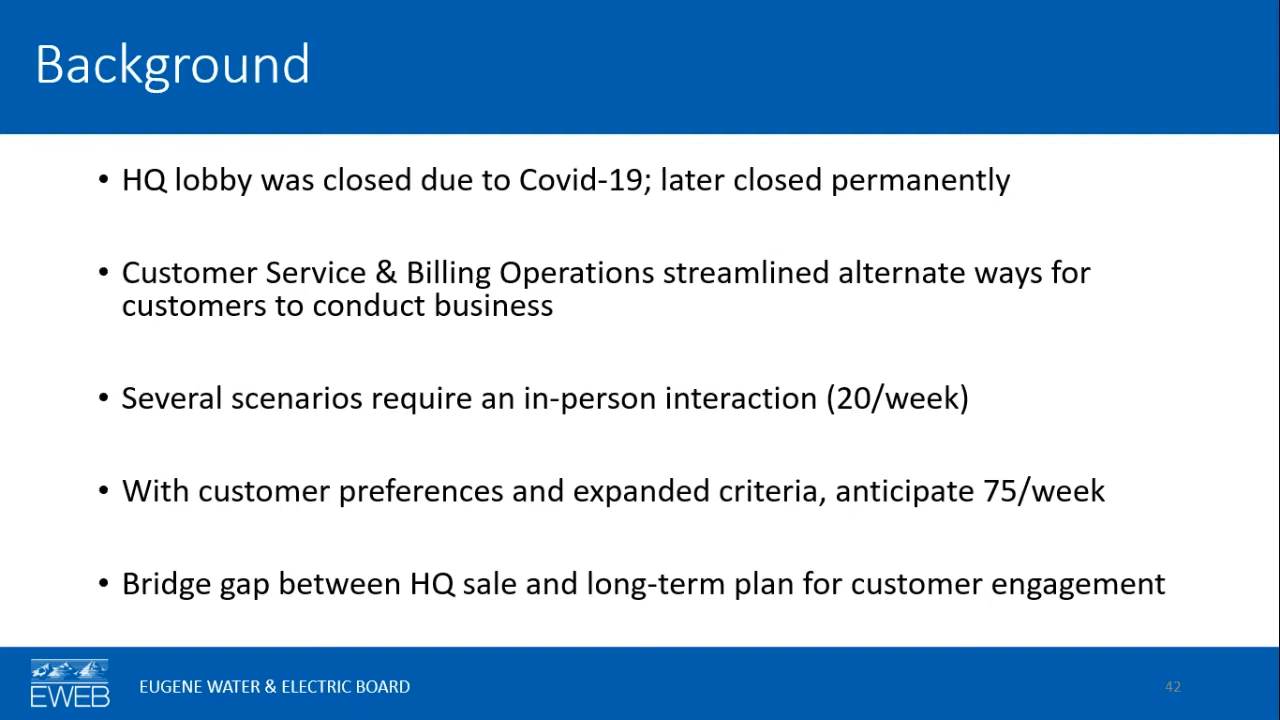 Background
• HQ lobby was closed due to Covid-19; later closed permanently
• Customer Service & Billing Operations streamlined alternate ways for
customers to conduct business
• Several scenarios require an in-person interaction (20/week)
• With customer preferences and expanded criteria, anticipate 75/week
• Bridge gap between HQ sale and long-term plan for customer engagement
EWEB
EUGENE WATER & ELECTRIC BOARD
42